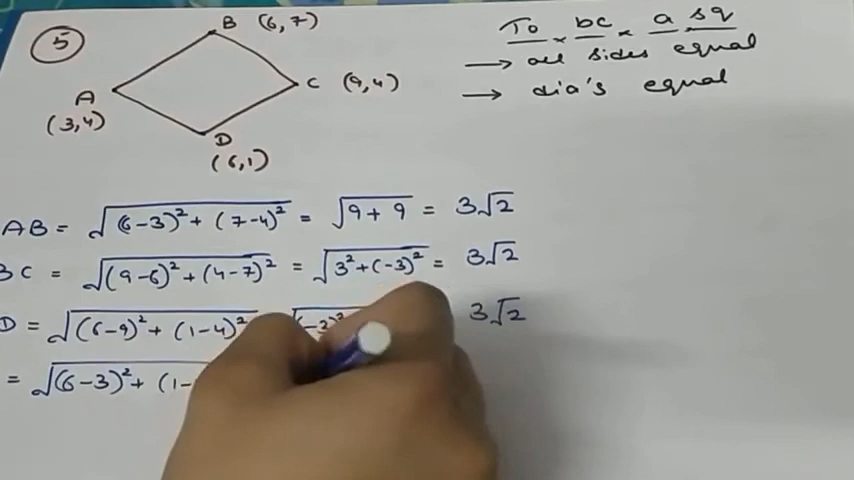 5
B (6,7)
To bc a sq
→ all sides equal
→ dia's equal
A
(3,4)
C (9,4)
D
(6,1)
AB = √(6-3)² + (7-4)² = √9+9 = 3√2
BC = √(9-6)² + (4-7)² = √3²+(-3)² = 3√2
D = √(6-9)² + (1-4)² √(-3)² 3√2
= √(6-3)² + (1-